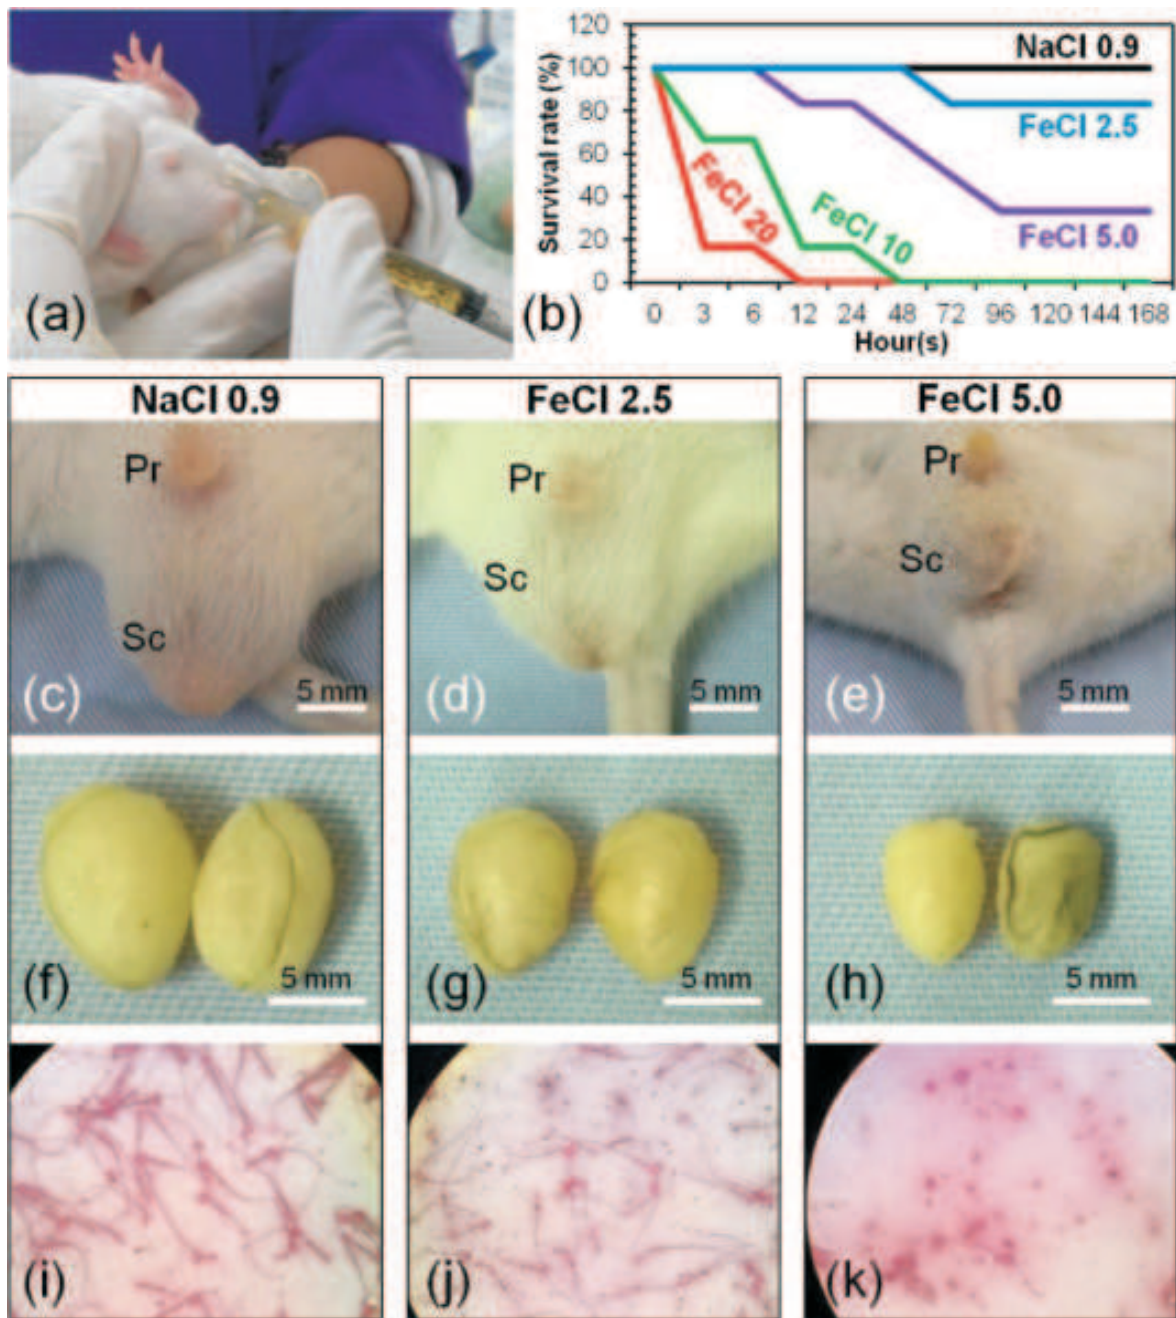 (a)
(b)
Survival rate (%)
120
100
80
60
40
20
0
NaCl 0.9
FeCl 2.5
FeCl 5.0
FeCl 10
FeCl 20
0 3 6 12 24 48 72 96 120 144 168
Hour(s)
NaCl 0.9
FeCl 2.5
FeCl 5.0
Pr
Sc
(c)
5 mm
Pr
Sc
(d)
5 mm
Pr
Sc
(e)
5 mm
(f)
5 mm
(g)
5 mm
(h)
5 mm
(i)
(j)
(k)